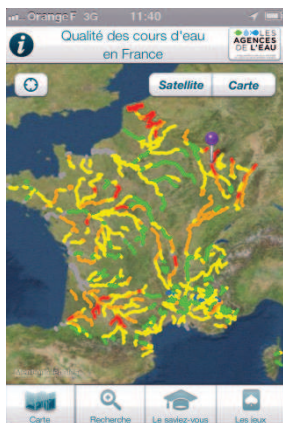 Orange F 3G 11:40
Qualité des cours d'eau
en France
LES
AGENCES
DE L'EAU
Satellite Carte
Carte Recherche Le saviez-vous Les jeux